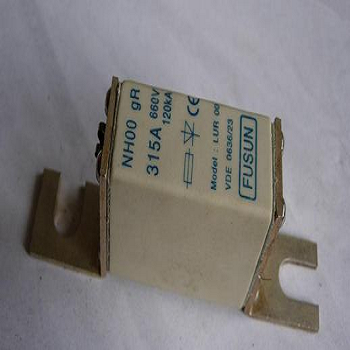 NH00 gR
315A 660V
120kA
CE
Model : LUR 00
VDE 0636/23
FUSUN